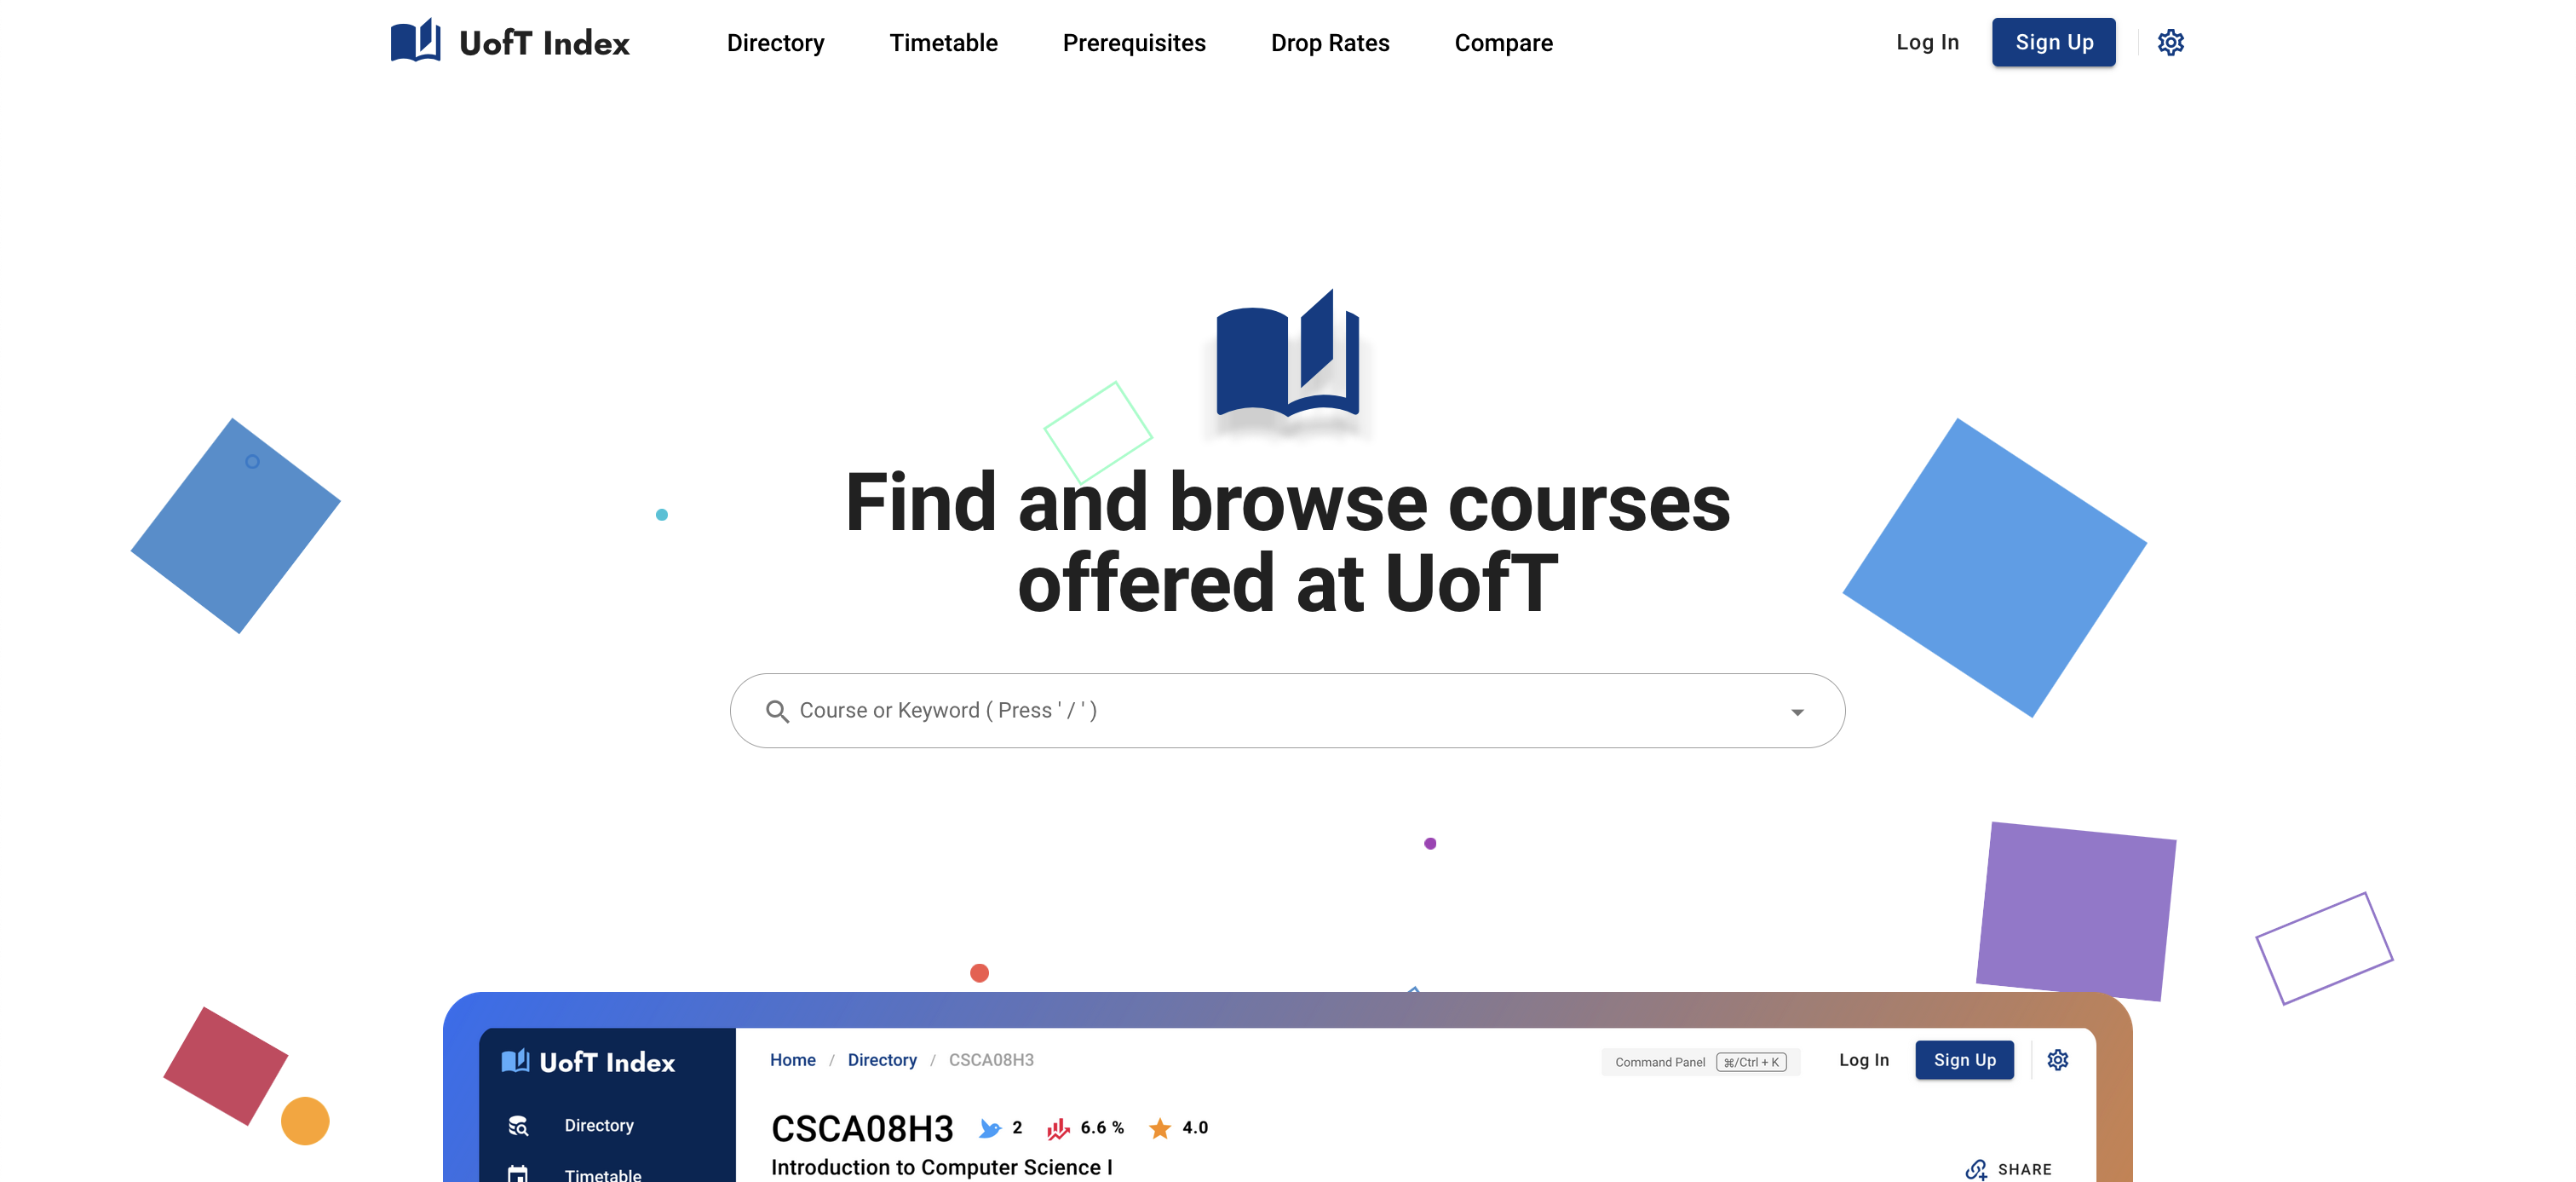 UofT Index
Directory
Timetable
Prerequisites
Drop Rates
Compare
Log In
Sign Up
Find and browse courses
offered at UofT
Course or Keyword ( Press ' / ' )
UofT Index
Home / Directory / CSCA08H3
Command Panel ⌘/Ctrl + K
Log In
Sign Up
Directory
CSCA08H3 2 6.6 % 4.0
Introduction to Computer Science I
SHARE
Timetable